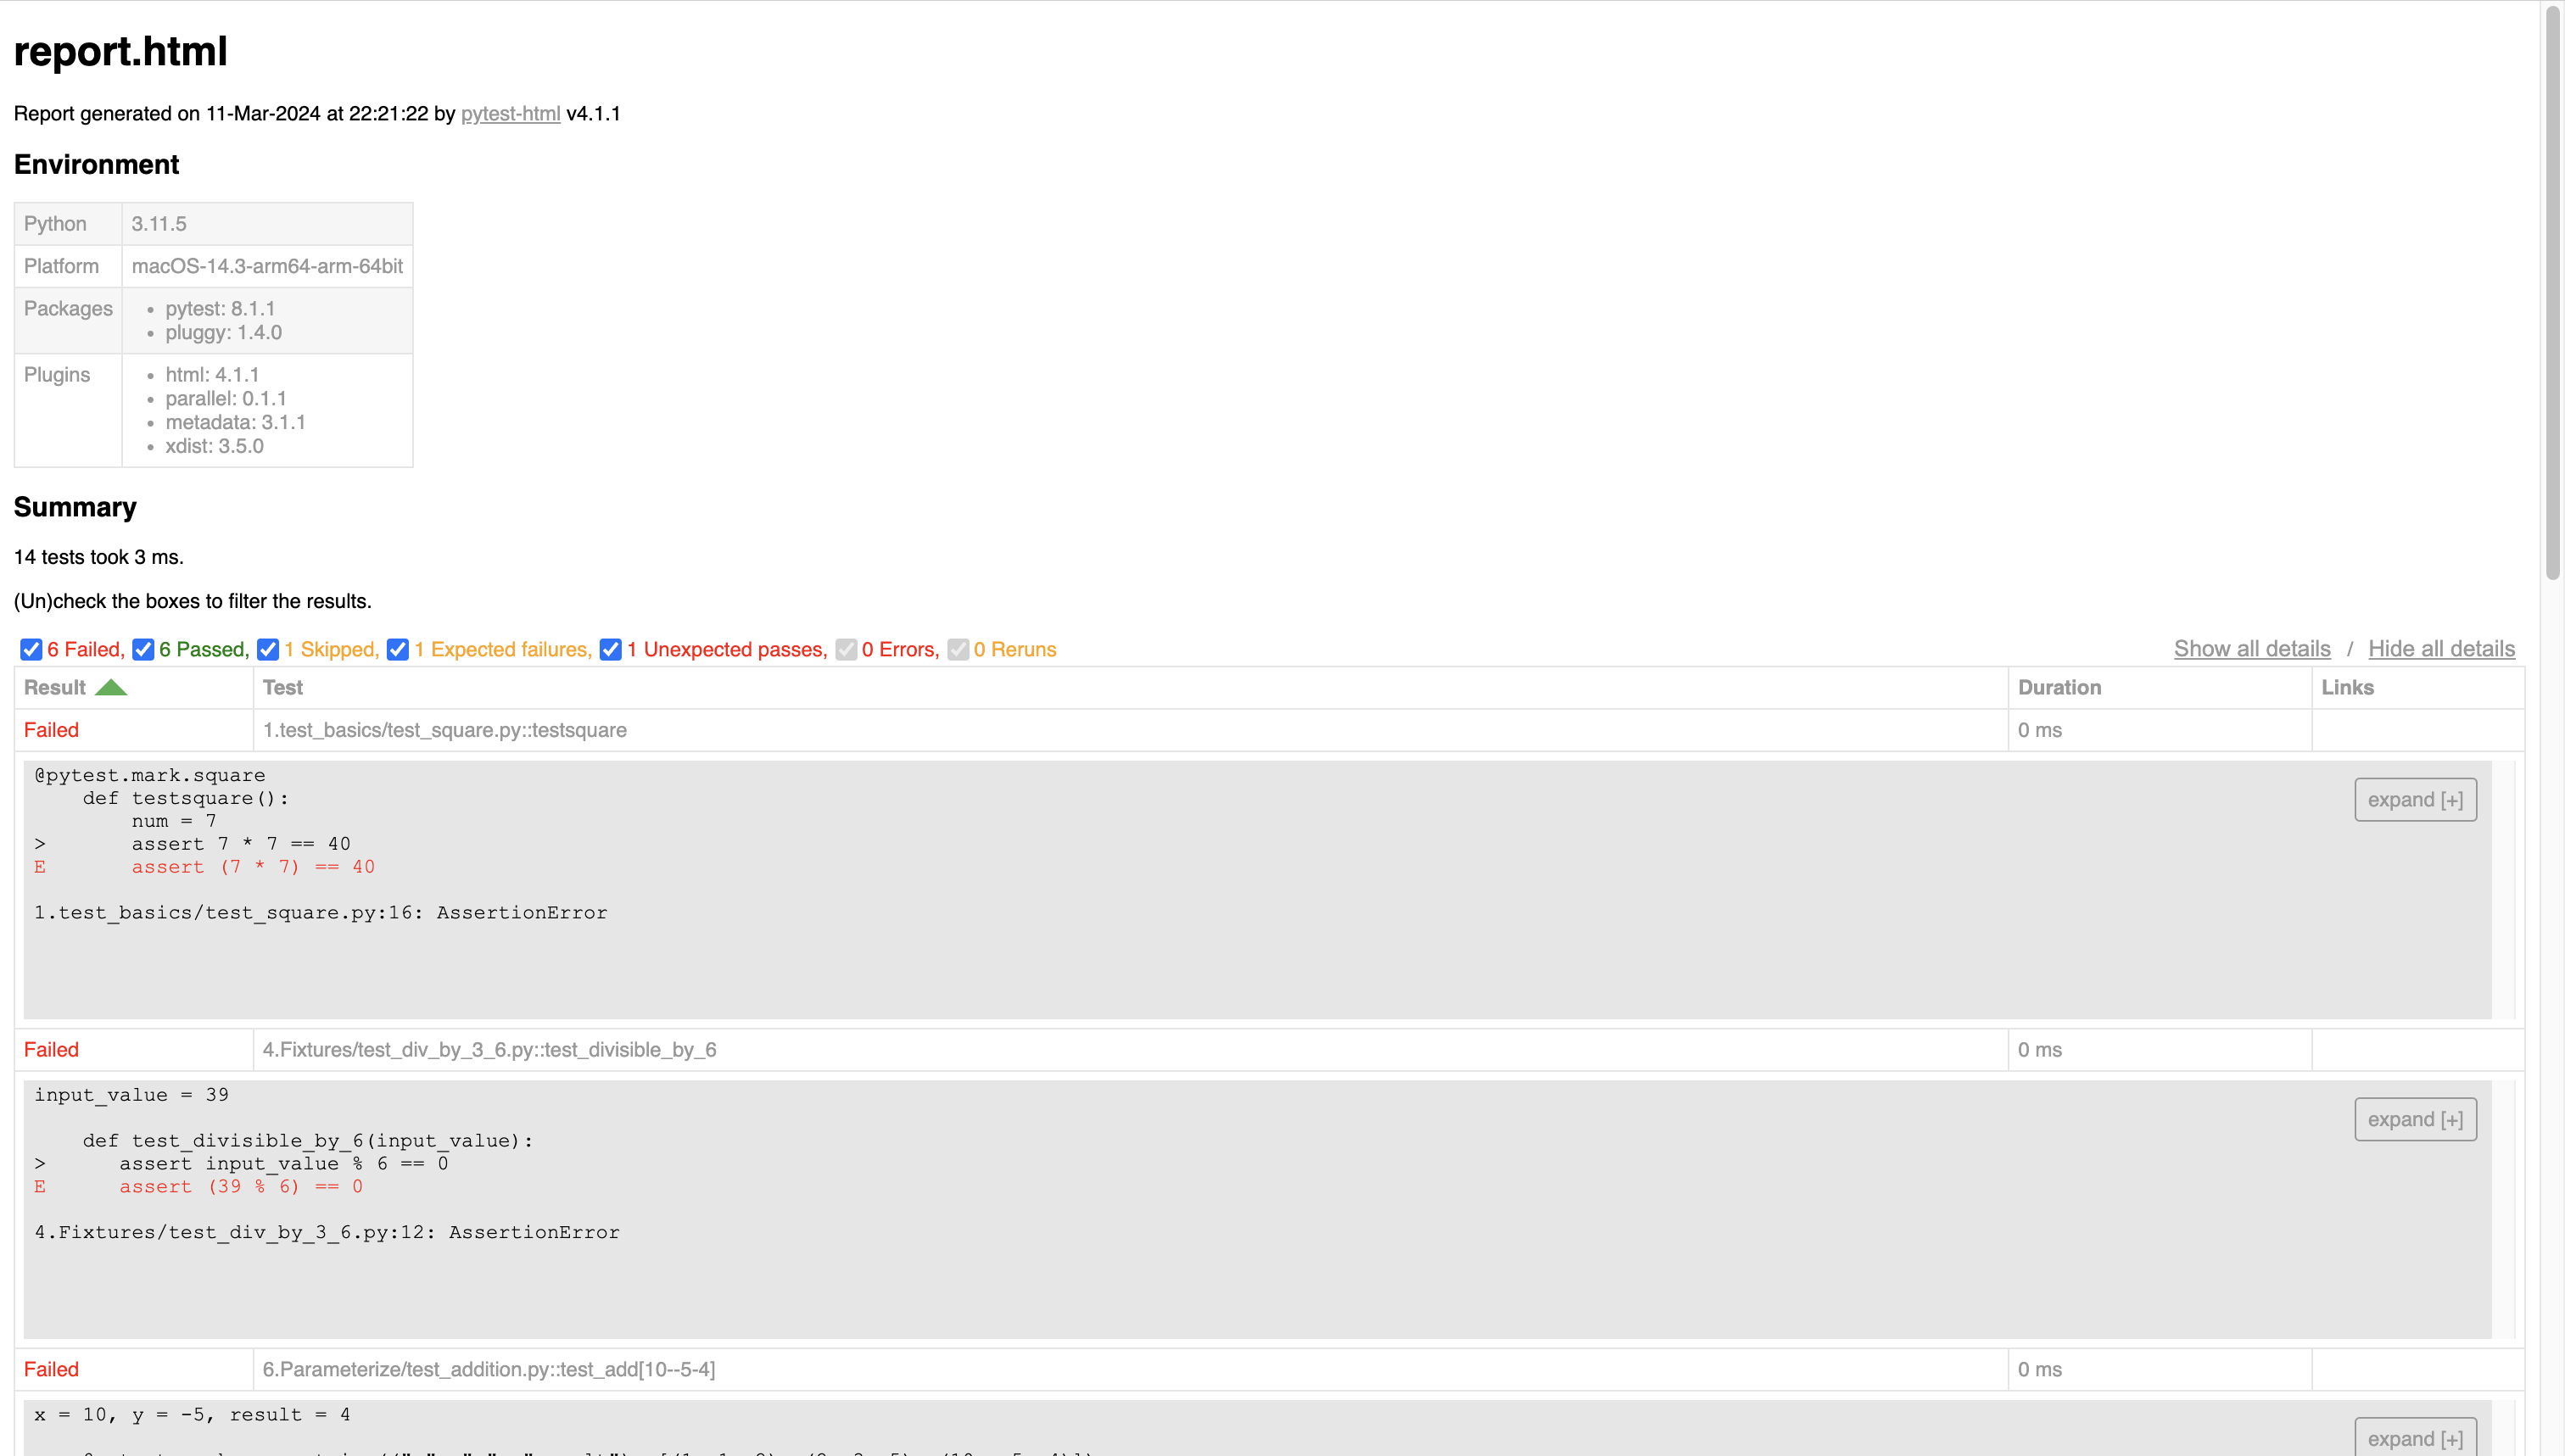 report.html
Report generated on 11-Mar-2024 at 22:21:22 by pytest-html v4.1.1
Environment
Python 3.11.5
Platform macOS-14.3-arm64-arm-64bit
Packages • pytest: 8.1.1
• pluggy: 1.4.0
Plugins • html: 4.1.1
• parallel: 0.1.1
• metadata: 3.1.1
• xdist: 3.5.0
Summary
14 tests took 3 ms.
(Un)check the boxes to filter the results.
6 Failed, 6 Passed, 1 Skipped, 1 Expected failures, 1 Unexpected passes, 0 Errors, 0 Reruns Show all details / Hide all details
Result Test Duration Links
Failed 1.test_basics/test_square.py::testsquare 0 ms
@pytest.mark.square expand [+]
def testsquare():
num = 7
> assert 7 * 7 == 40
E assert (7 * 7) == 40
1.test_basics/test_square.py:16: AssertionError
Failed 4.Fixtures/test_div_by_3_6.py::test_divisible_by_6 0 ms
input_value = 39 expand [+]
def test_divisible_by_6(input_value):
> assert input_value % 6 == 0
E assert (39 % 6) == 0
4.Fixtures/test_div_by_3_6.py:12: AssertionError
Failed 6.Parameterize/test_addition.py::test_add[10--5-4] 0 ms
x = 10, y = -5, result = 4 expand [+]